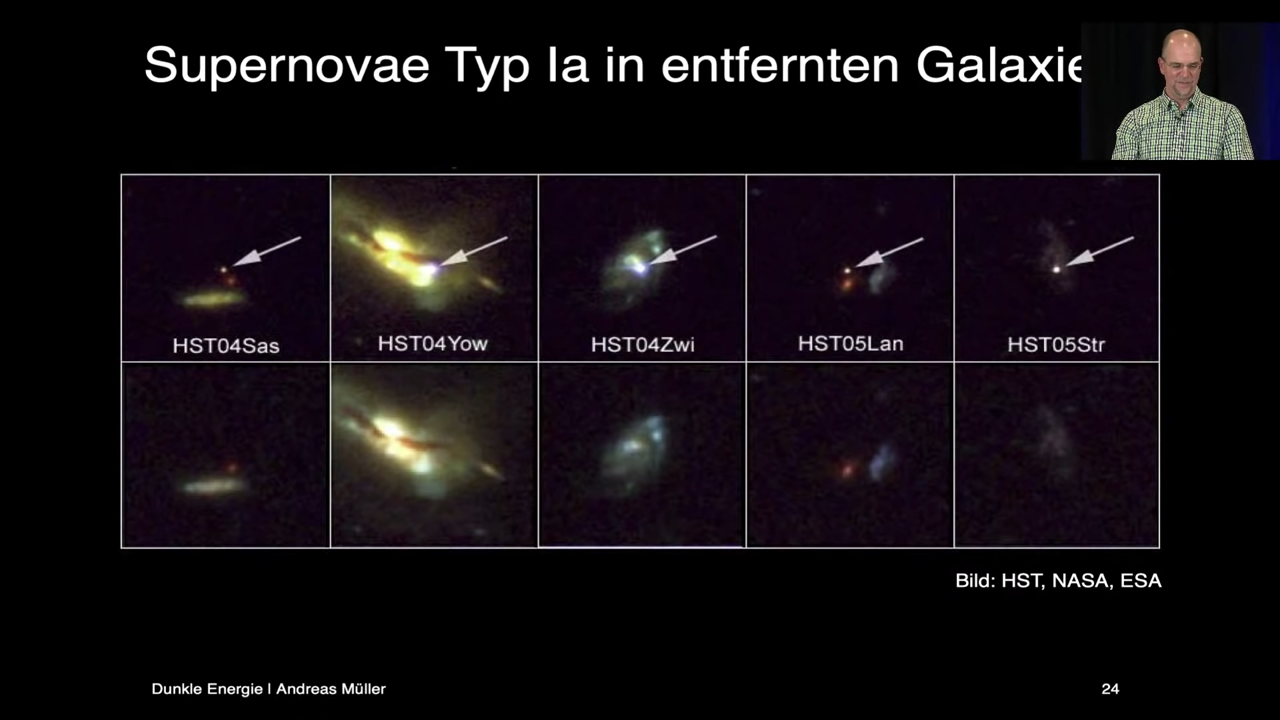 Supernovae Typ Ia in entfernten Galaxie
HST04Sas
HST04Yow
HST04Zwi
HST05Lan
HST05Str
Bild: HST, NASA, ESA
Dunkle Energie | Andreas Müller
24